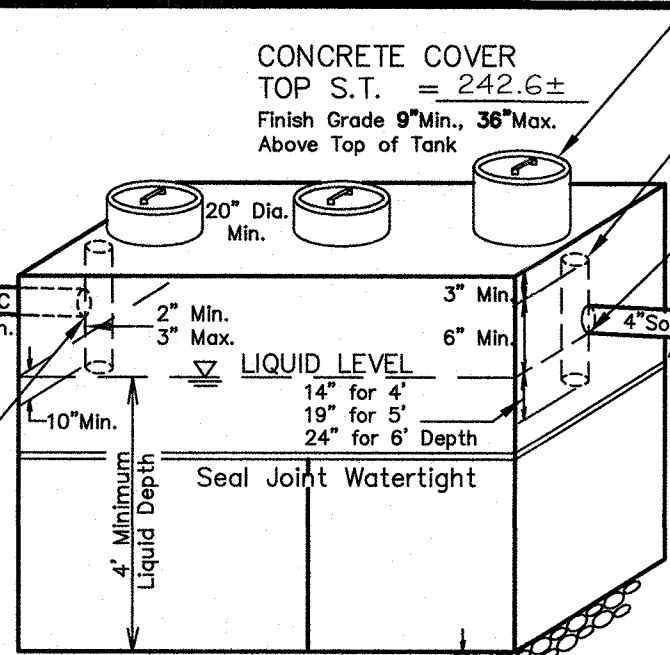 CONCRETE COVER
TOP S.T. = 242.6±
Finish Grade 9"Min., 36"Max.
Above Top of Tank
20" Dia.
Min.
C
n.
2" Min.
3" Max.
3" Min.
6" Min.
4"So
LIQUID LEVEL
14" for 4'
19" for 5'
24" for 6' Depth
10"Min.
Seal Joint Watertight
4' Minimum
Liquid Depth